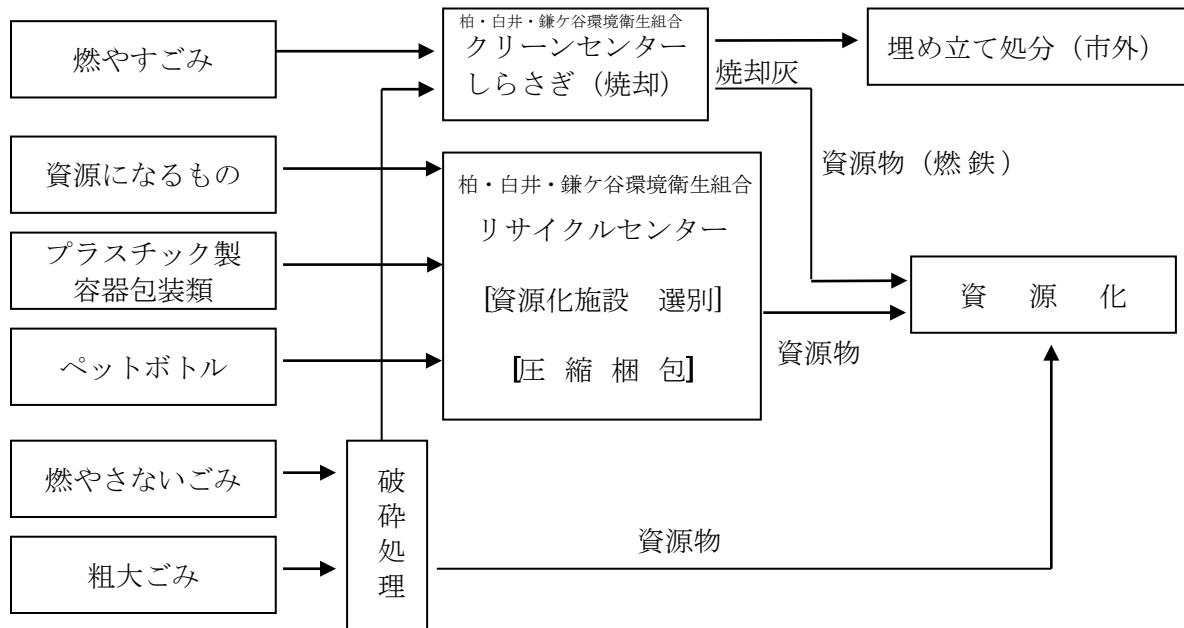 燃やすごみ
柏・白井・鎌ケ谷環境衛生組合
クリーンセンター
しらさぎ（焼却）
焼却灰
埋め立て処分（市外）
資源物（燃鉄）
資源になるもの
プラスチック製
容器包装類
ペットボトル
柏・白井・鎌ケ谷環境衛生組合
リサイクルセンター
[資源化施設　選別]
[圧縮梱包]
資源物
資源化
燃やさないごみ
粗大ごみ
破砕処理
資源物